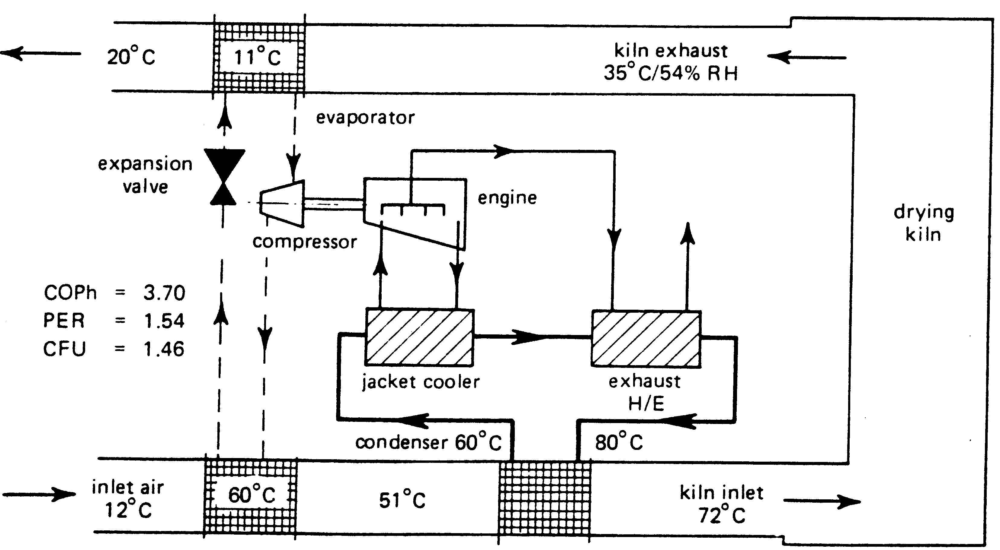 20°C
11°C
kiln exhaust
35°C/54% RH
evaporator
expansion
valve
engine
compressor
drying
kiln
COPh = 3.70
PER = 1.54
CFU = 1.46
jacket cooler
exhaust
H/E
condenser 60°C
80°C
inlet air
12°C
60°C
51°C
kiln inlet
72°C